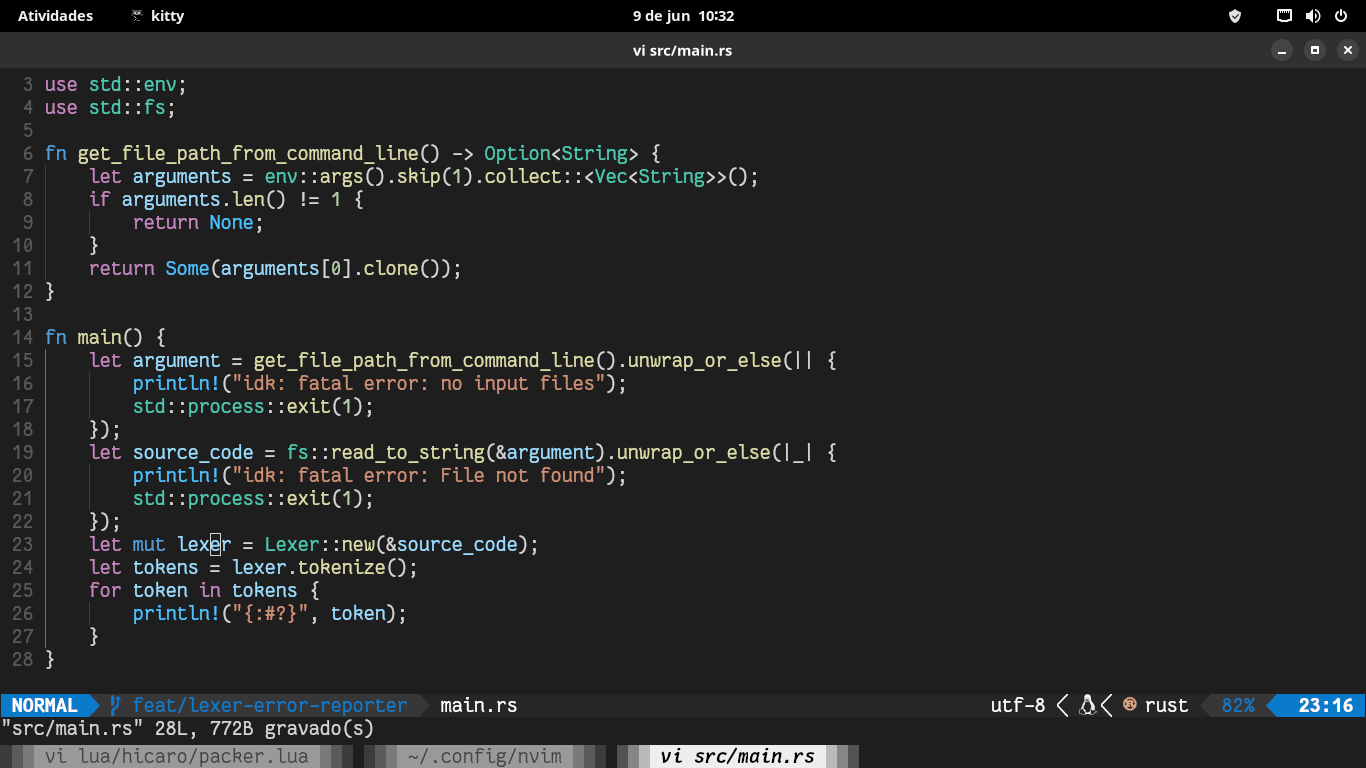 Atividades kitty 9 de jun 10:32
vi src/main.rs
3 use std::env;
4 use std::fs;
5
6 fn get_file_path_from_command_line() -> Option<String> {
7     let arguments = env::args().skip(1).collect::<Vec<String>>();
8     if arguments.len() != 1 {
9         return None;
10     }
11     return Some(arguments[0].clone());
12 }
13
14 fn main() {
15     let argument = get_file_path_from_command_line().unwrap_or_else(|| {
16         println!("idk: fatal error: no input files");
17         std::process::exit(1);
18     });
19     let source_code = fs::read_to_string(&argument).unwrap_or_else(|_| {
20         println!("idk: fatal error: File not found");
21         std::process::exit(1);
22     });
23     let mut lexer = Lexer::new(&source_code);
24     let tokens = lexer.tokenize();
25     for token in tokens {
26         println!("{:#?}", token);
27     }
28 }
NORMAL feat/lexer-error-reporter main.rs utf-8 rust 82% 23:16
"src/main.rs" 28L, 772B gravado(s)
vi lua/hicaro/packer.lua ~/.config/nvim vi src/main.rs